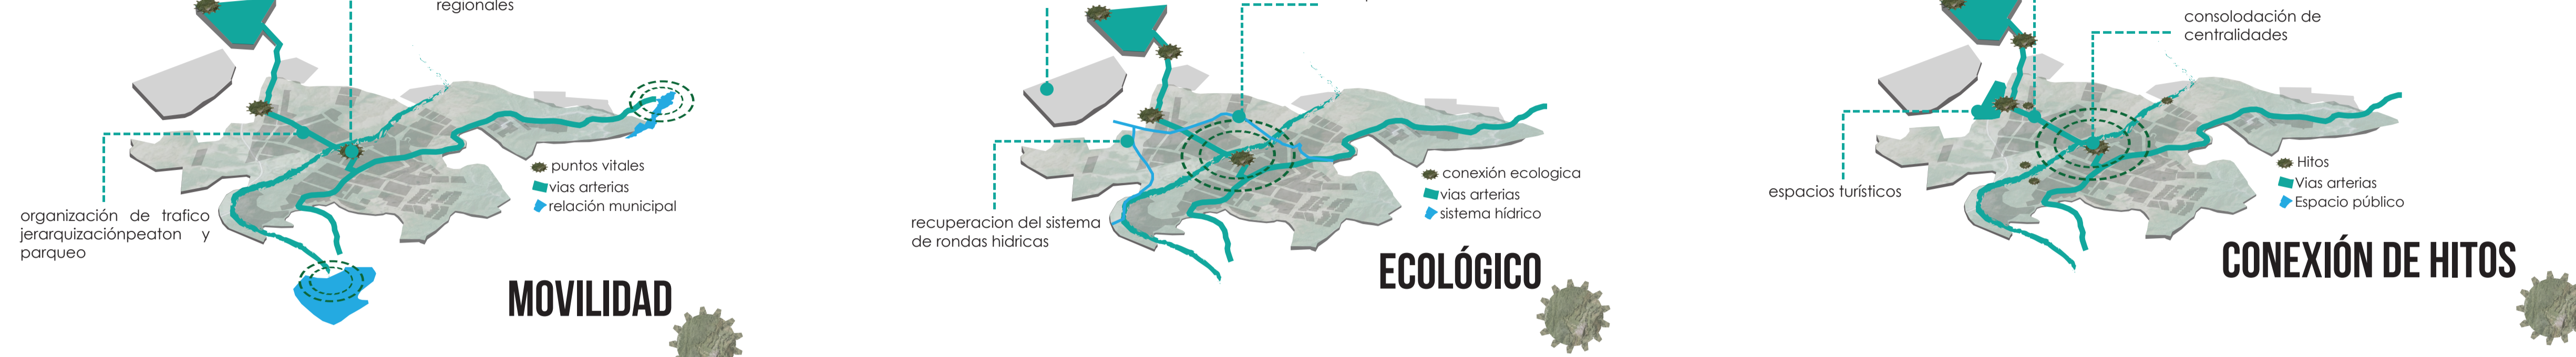 regionales
organización de trafico
jerarquizaciónpeaton y
parqueo
puntos vitales
vias arterias
relación municipal
MOVILIDAD
recuperacion del sistema
de rondas hidricas
conexión ecologica
vias arterias
sistema hídrico
ECOLÓGICO
consolodación de
centralidades
espacios turísticos
Hitos
Vias arterias
Espacio público
CONEXIÓN DE HITOS